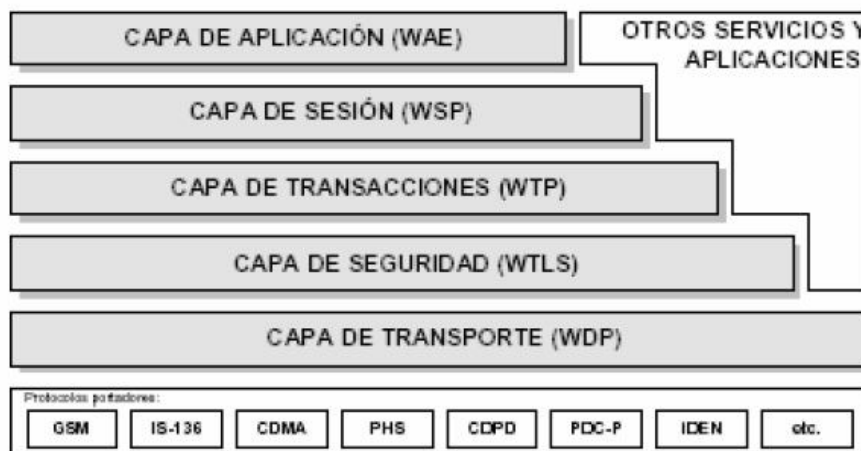 CAPA DE APLICACIÓN (WAE)
OTROS SERVICIOS Y
APLICACIONES
CAPA DE SESIÓN (WSP)
CAPA DE TRANSACCIONES (WTP)
CAPA DE SEGURIDAD (WTLS)
CAPA DE TRANSPORTE (WDP)
Protocolos portadores:
GSM IS-136 CDMA PHS CDPD PDC-P IDEN etc.